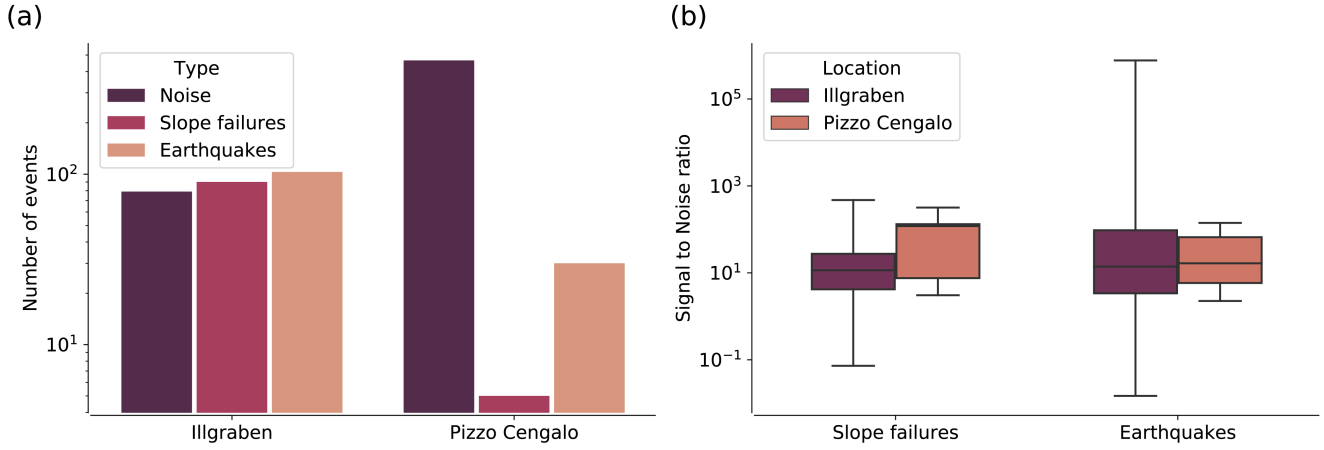 (a)
Number of events
10²
10¹
Type
Noise
Slope failures
Earthquakes
Illgraben
Pizzo Cengalo
(b)
Signal to Noise ratio
10⁵
10³
10¹
10⁻¹
Location
Illgraben
Pizzo Cengalo
Slope failures
Earthquakes